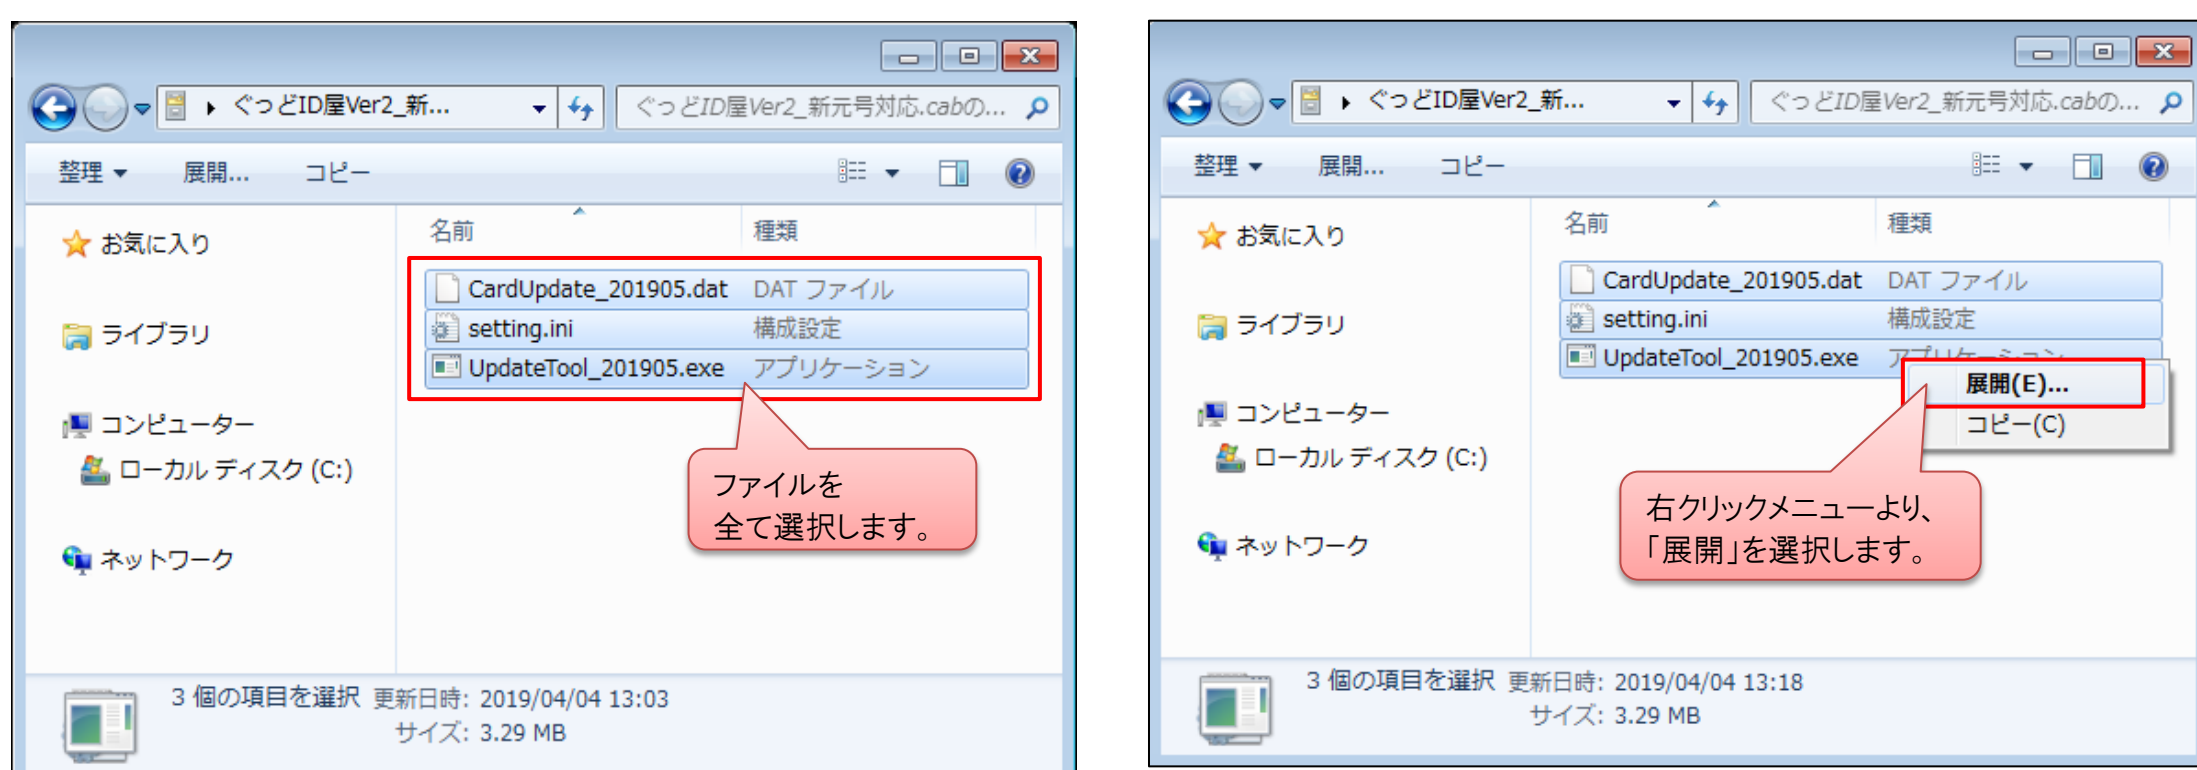 ぐっどID屋Ver2_新...
ぐっどID屋Ver2_新元号対応.cabの...
整理
展開...
コピー
お気に入り
ライブラリ
コンピューター
ローカル ディスク (C:)
ネットワーク
名前
種類
CardUpdate_201905.dat
DAT ファイル
setting.ini
構成設定
UpdateTool_201905.exe
アプリケーション
ファイルを
全て選択します。
3 個の項目を選択
更新日時: 2019/04/04 13:03
サイズ: 3.29 MB
ぐっどID屋Ver2_新...
ぐっどID屋Ver2_新元号対応.cabの...
整理
展開...
コピー
お気に入り
ライブラリ
コンピューター
ローカル ディスク (C:)
ネットワーク
名前
種類
CardUpdate_201905.dat
DAT ファイル
setting.ini
構成設定
UpdateTool_201905.exe
アプリケーション
展開(E)...
コピー(C)
右クリックメニューより、
「展開」を選択します。
3 個の項目を選択
更新日時: 2019/04/04 13:18
サイズ: 3.29 MB